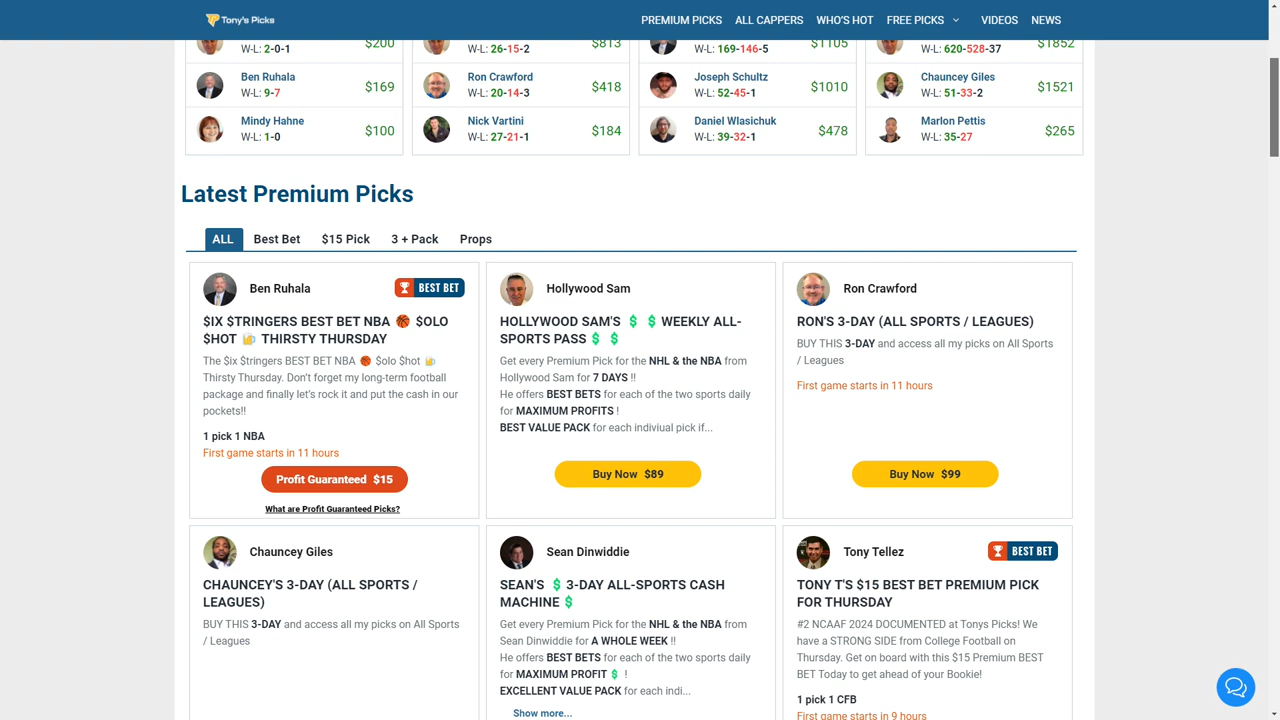 Tony's Picks
PREMIUM PICKS
ALL CAPPERS
WHO'S HOT
FREE PICKS
VIDEOS
NEWS
W-L: 2-0-1
$200
W-L: 26-15-2
$813
W-L: 169-146-5
$1105
W-L: 620-528-37
$1852
Ben Ruhala
W-L: 9-7
$169
Ron Crawford
W-L: 20-14-3
$418
Joseph Schultz
W-L: 52-45-1
$1010
Chauncey Giles
W-L: 51-33-2
$1521
Mindy Hahne
W-L: 1-0
$100
Nick Vartini
W-L: 27-21-1
$184
Daniel Wlasichuk
W-L: 39-32-1
$478
Marlon Pettis
W-L: 35-27
$265
Latest Premium Picks
ALL
Best Bet
$15 Pick
3 + Pack
Props
Ben Ruhala
BEST BET
$IX $TRINGERS BEST BET NBA 🏀 $OLO
$HOT 🍻 THIRSTY THURSDAY
The $ix $tringers BEST BET NBA 🏀 $olo $hot 🍻
Thirsty Thursday. Don't forget my long-term football
package and finally let's rock it and put the cash in our
pockets!!
1 pick 1 NBA
First game starts in 11 hours
Profit Guaranteed $15
What are Profit Guaranteed Picks?
Hollywood Sam
HOLLYWOOD SAM'S 💲 💲 WEEKLY ALL-
SPORTS PASS 💲 💲
Get every Premium Pick for the NHL & the NBA from
Hollywood Sam for 7 DAYS !!
He offers BEST BETS for each of the two sports daily
for MAXIMUM PROFITS !
BEST VALUE PACK for each indiviual pick if...
Buy Now $89
Ron Crawford
RON'S 3-DAY (ALL SPORTS / LEAGUES)
BUY THIS 3-DAY and access all my picks on All Sports
/ Leagues
First game starts in 11 hours
Buy Now $99
Chauncey Giles
CHAUNCEY'S 3-DAY (ALL SPORTS /
LEAGUES)
BUY THIS 3-DAY and access all my picks on All Sports
/ Leagues
Sean Dinwiddie
SEAN'S 💲3-DAY ALL-SPORTS CASH
MACHINE 💲
Get every Premium Pick for the NHL & the NBA from
Sean Dinwiddie for A WHOLE WEEK !!
He offers BEST BETS for each of the two sports daily
for MAXIMUM PROFIT 💲 !
EXCELLENT VALUE PACK for each indi...
Show more...
Tony Tellez
BEST BET
TONY T'S $15 BEST BET PREMIUM PICK
FOR THURSDAY
#2 NCAAF 2024 DOCUMENTED at Tonys Picks! We
have a STRONG SIDE from College Football on
Thursday. Get on board with this $15 Premium BEST
BET Today to get ahead of your Bookie!
1 pick 1 CFB
First game starts in 9 hours